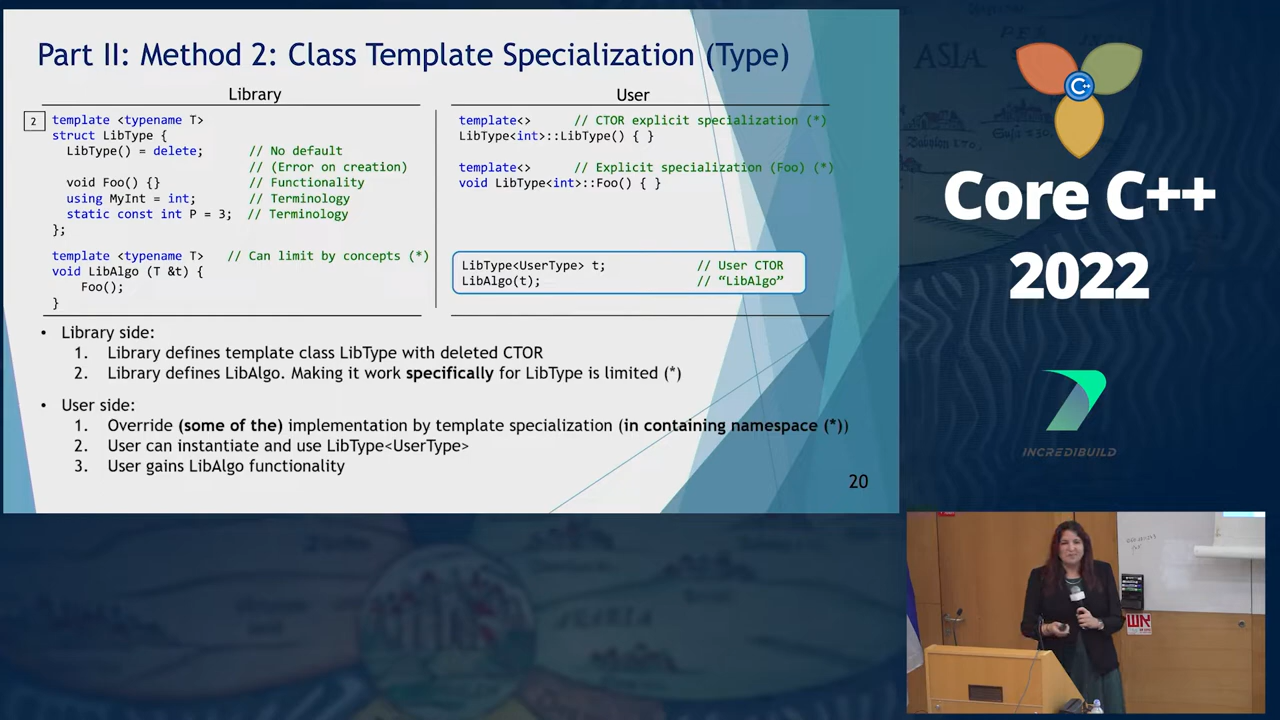 Part II: Method 2: Class Template Specialization (Type)
Library
2
template <typename T>
struct LibType {
LibType() = delete; // No default
// (Error on creation)
void Foo() {} // Functionality
using MyInt = int; // Terminology
static const int P = 3; // Terminology
};
template <typename T> // Can limit by concepts (*)
void LibAlgo (T &t) {
Foo();
}
User
template<> // CTOR explicit specialization (*)
LibType<int>::LibType() { }
template<> // Explicit specialization (Foo) (*)
void LibType<int>::Foo() { }
LibType<UserType> t; // User CTOR
LibAlgo(t); // “LibAlgo”
• Library side:
1. Library defines template class LibType with deleted CTOR
2. Library defines LibAlgo. Making it work specifically for LibType is limited (*)
• User side:
1. Override (some of the) implementation by template specialization (in containing namespace (*))
2. User can instantiate and use LibType<UserType>
3. User gains LibAlgo functionality
20
ASIA
C++
Core C++
2022
INCREDIBUILD
אש